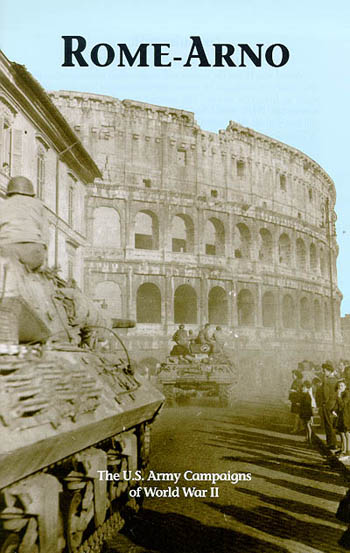 ROME-ARNO
The U.S. Army Campaigns
of World War II